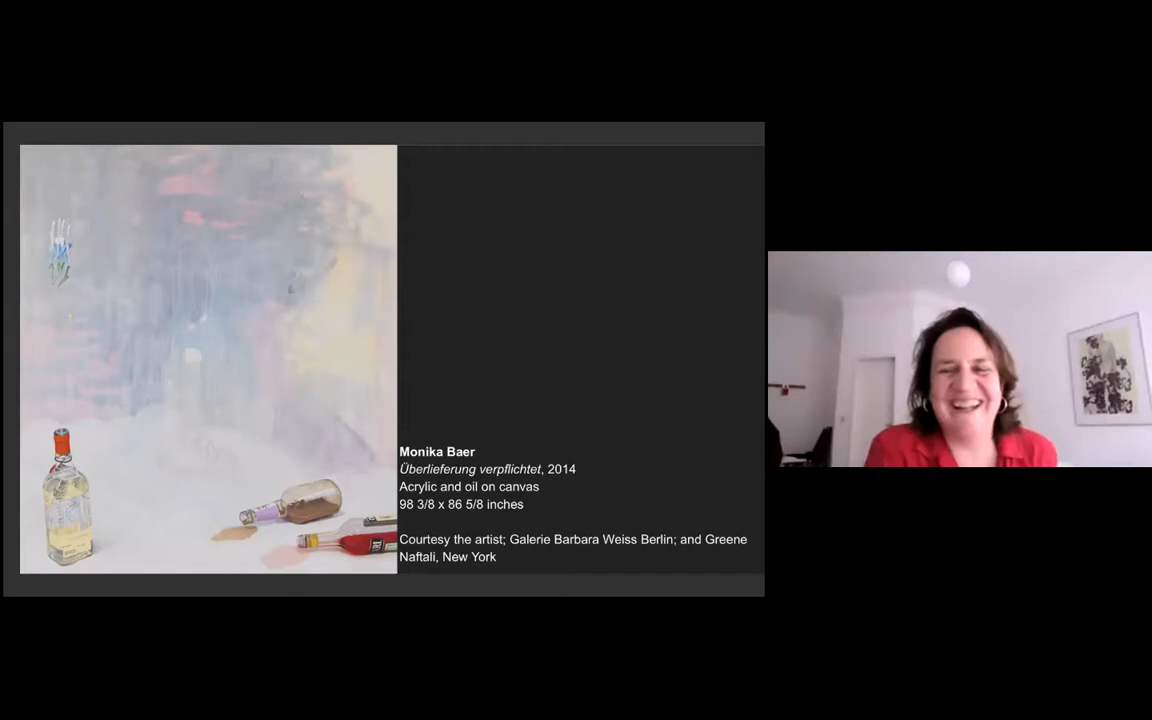 Monika Baer
Überlieferung verpflichtet, 2014
Acrylic and oil on canvas
98 3/8 x 86 5/8 inches
Courtesy the artist; Galerie Barbara Weiss Berlin; and Greene
Naftali, New York